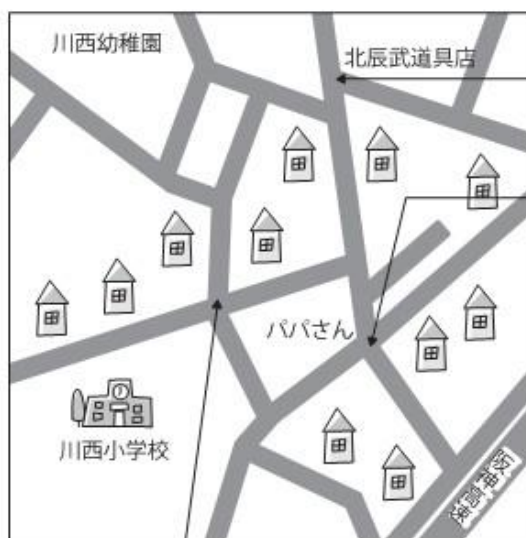 川西幼稚園
北辰武道具店
パパさん
川西小学校
阪神高速